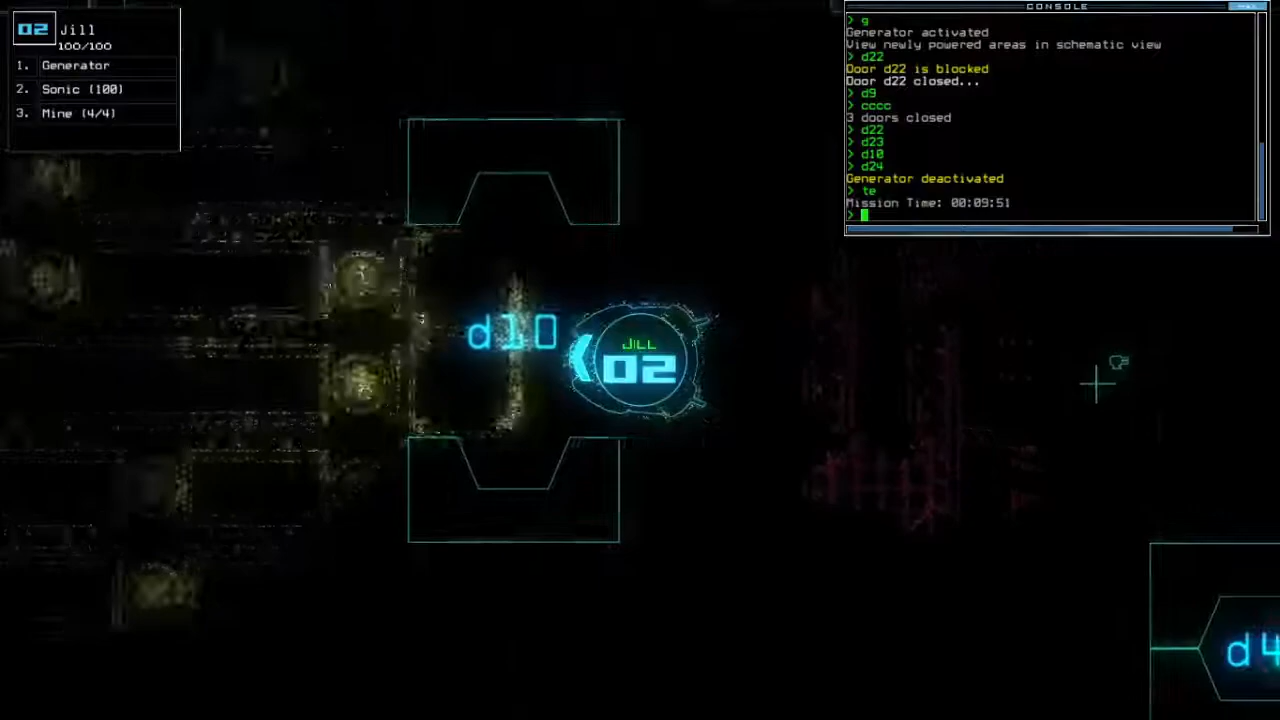 02 Jill
100/100
1. Generator
2. Sonic (100)
3. Mine (4/4)
CONSOLE
> g
Generator activated
View newly powered areas in schematic view
> d22
Door d22 is blocked
Door d22 closed...
> d9
> cccc
3 doors closed
> d22
> d23
> d10
> d24
Generator deactivated
> te
Mission Time: 00:09:51
>
d10
JILL
02
d4